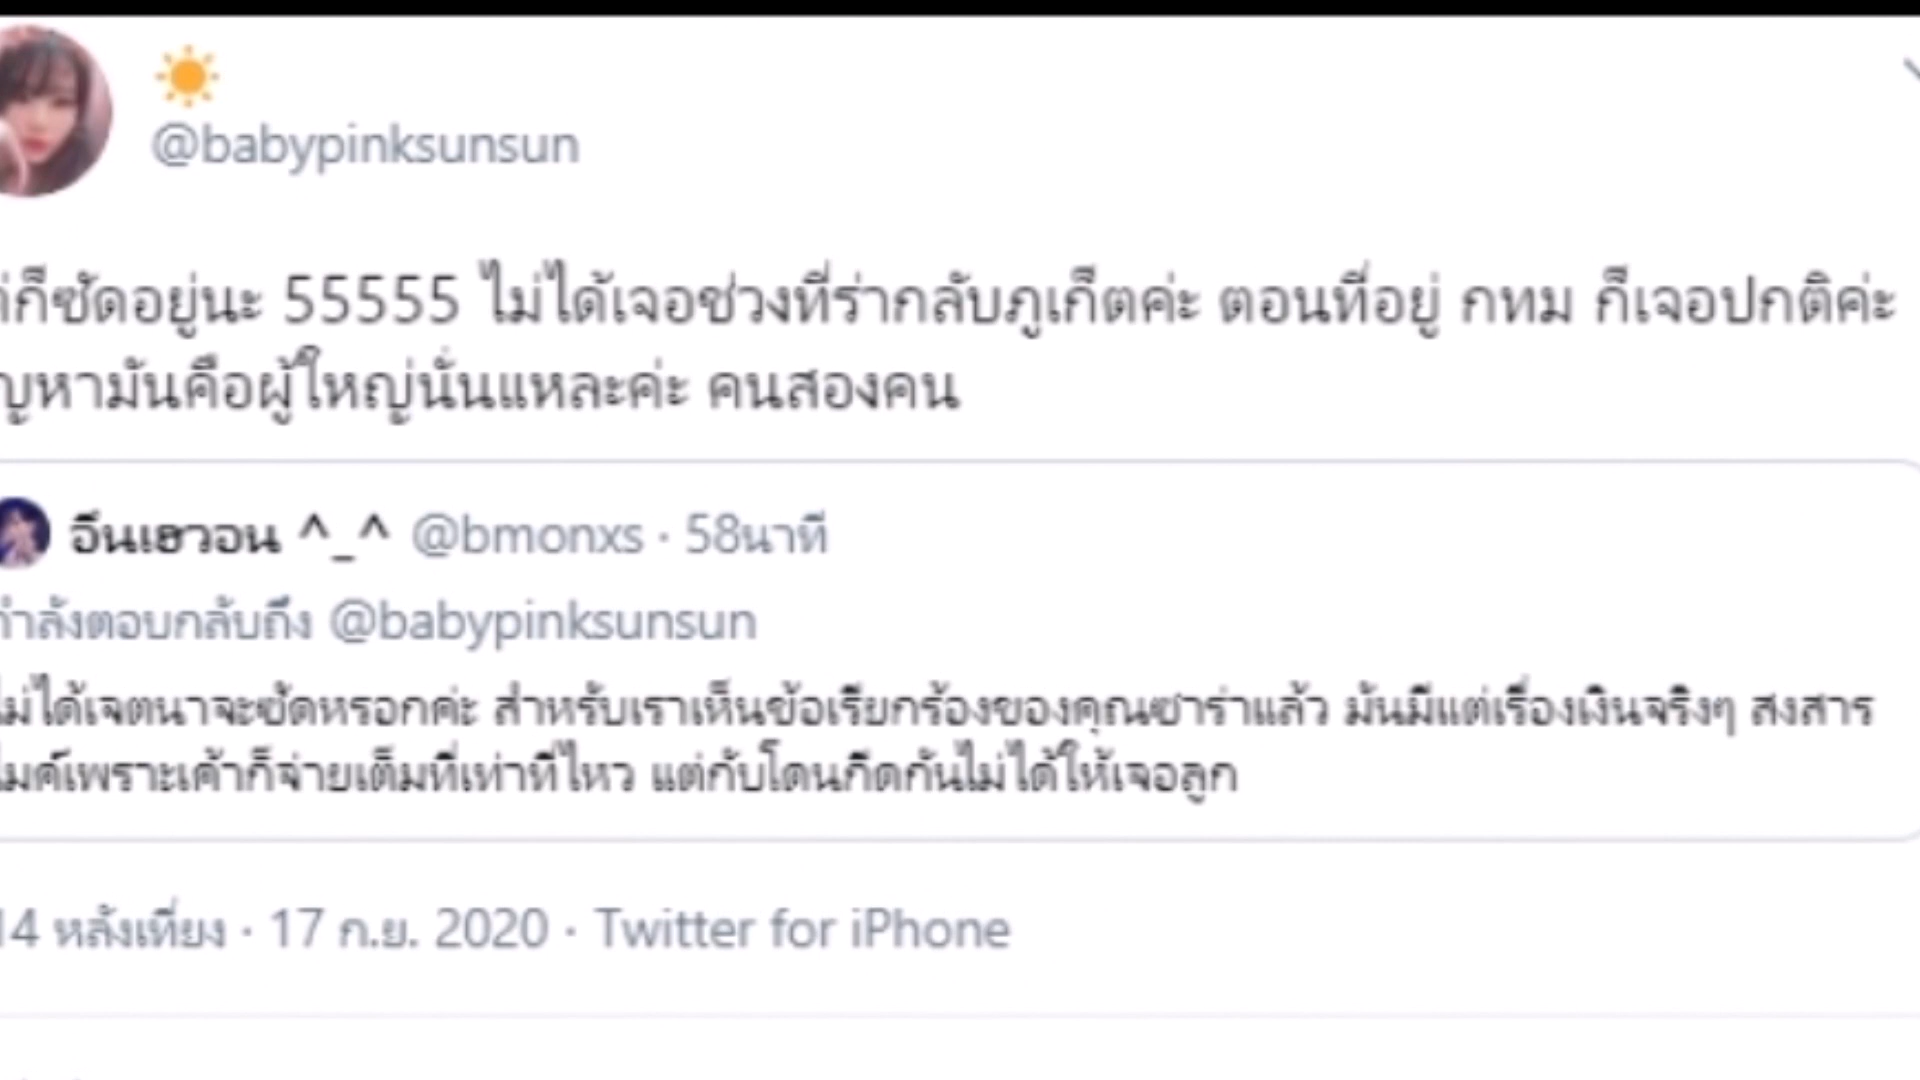 @babypinksunsun
ก็ซัดอยู่นะ 55555 ไม่ได้เจอช่วงที่ร่ากลับภูเก็ตค่ะ ตอนที่อยู่ กทม ก็เจอปกติค่ะ
ญหามันคือผู้ใหญ่นั่นแหละค่ะ คนสองคน
อึนเฮวอน ^_^ @bmonxs · 58นาที
กำลังตอบกลับถึง @babypinksunsun
ไม่ได้เจตนาจะซัดหรอกค่ะ สำหรับเราเห็นข้อเรียกร้องของคุณซาร่าแล้ว มันมีแต่เรื่องเงินจริงๆ สงสาร
ไมค์เพราะเค้าก็จ่ายเต็มที่เท่าที่ไหว แต่กับโดนกีดกันไม่ได้ให้เจอลูก
14 หลังเที่ยง · 17 ก.ย. 2020 · Twitter for iPhone